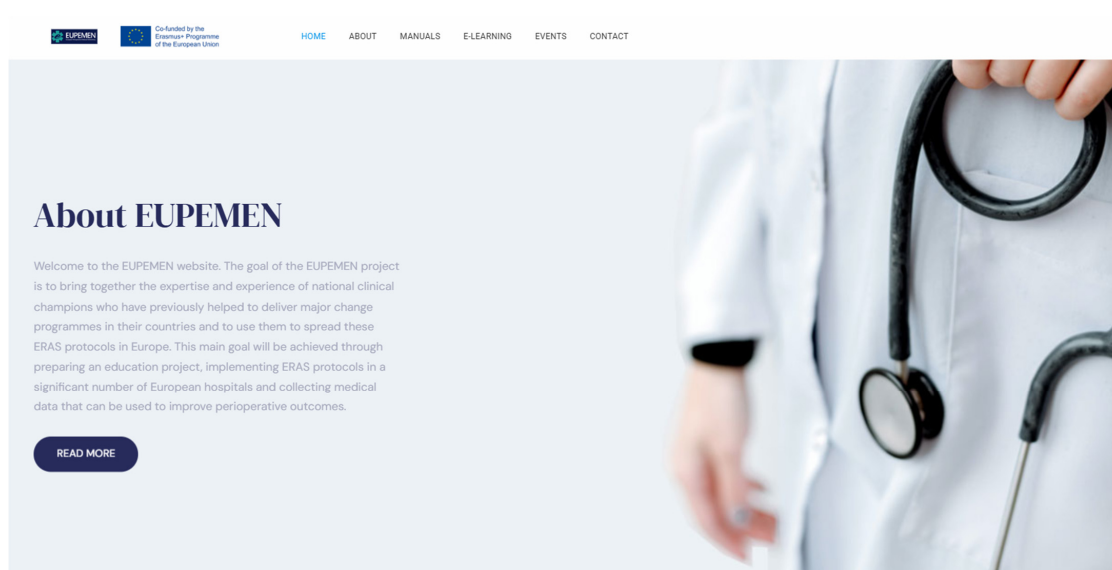 EUPEMEN
Co-funded by the
Erasmus+ Programme
of the European Union
HOME ABOUT MANUALS E-LEARNING EVENTS CONTACT
About EUPEMEN
Welcome to the EUPEMEN website. The goal of the EUPEMEN project
is to bring together the expertise and experience of national clinical
champions who have previously helped to deliver major change
programmes in their countries and to use them to spread these
ERAS protocols in Europe. This main goal will be achieved through
preparing an education project, implementing ERAS protocols in a
significant number of European hospitals and collecting medical
data that can be used to improve perioperative outcomes.
READ MORE